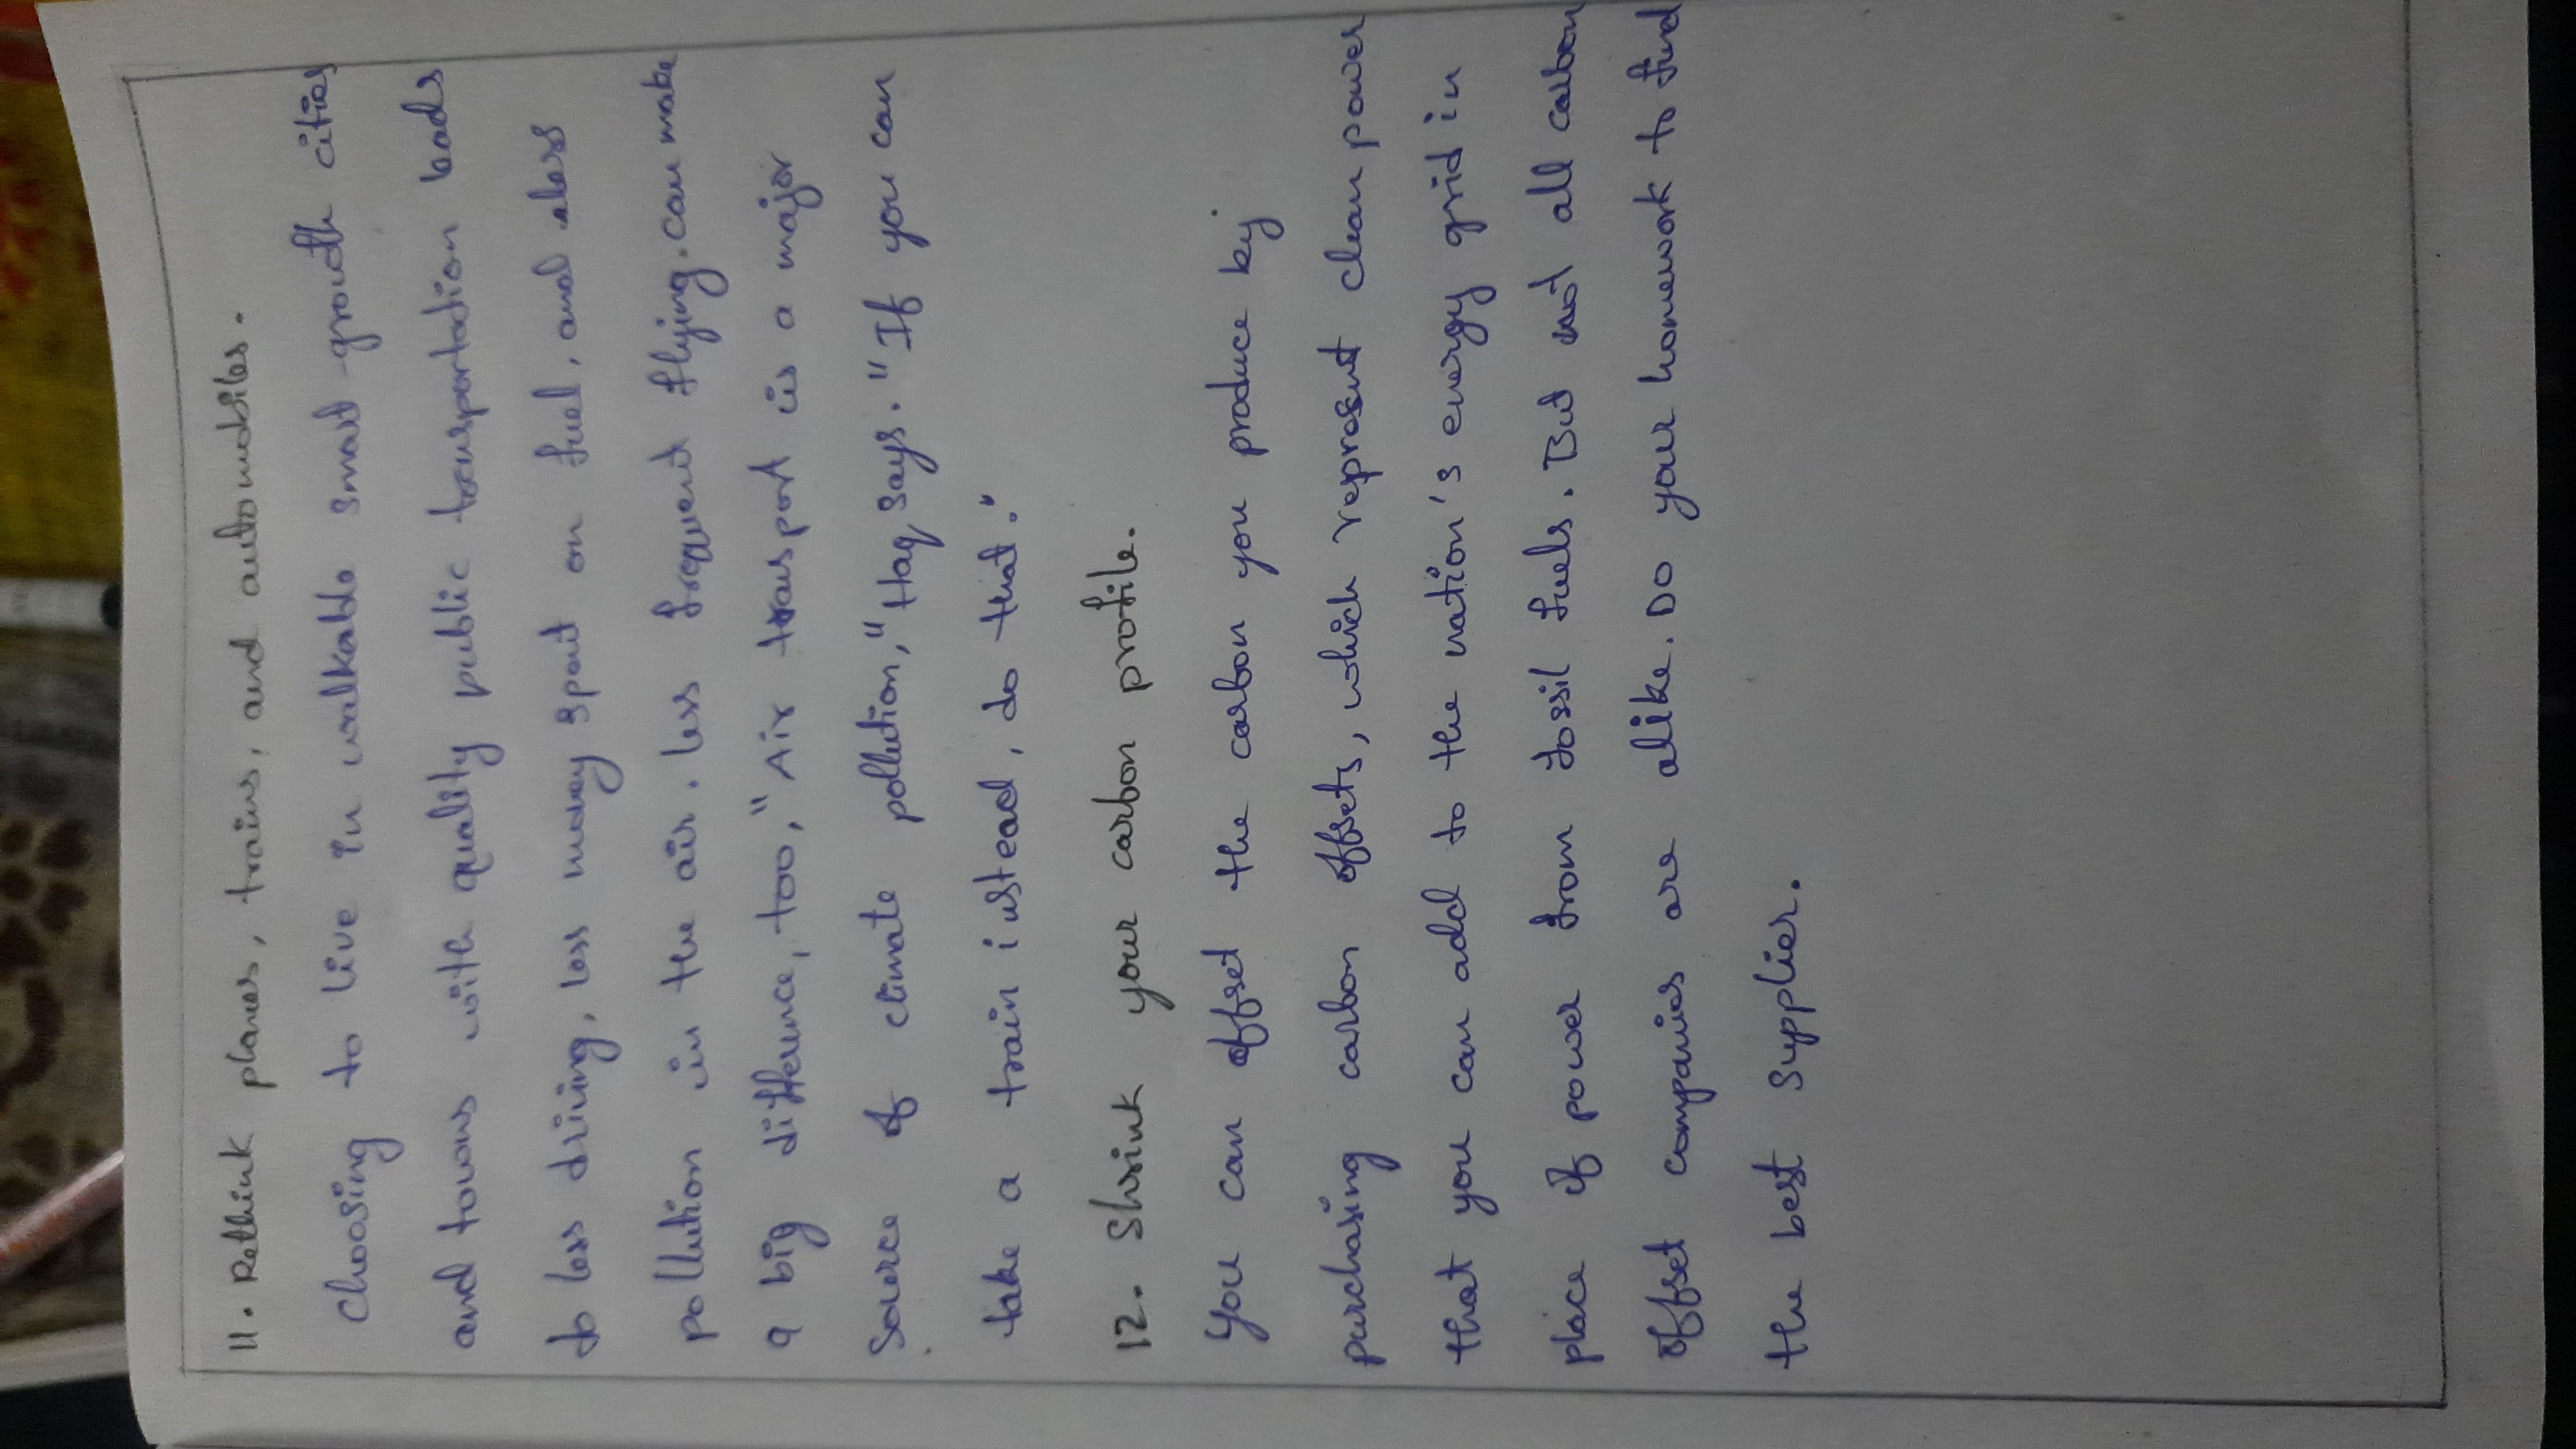 11. Rethink planes, trains, and automobiles.
Choosing to live in walkable smart-growth cities
and towns with quality public transportation leads
to less driving, less money spent on fuel, and less
pollution in the air. less frequent flying. can make
a big difference, too, "Air transport is a major
source of climate pollution," Haq says. "If you can
take a train instead, do that."
12. Shrink your carbon profile.
You can offset the carbon you produce by
purchasing carbon offsets, which represent clean power
that you can add to the nation's energy grid in
place of power from fossil fuels. But not all carbon
offset companies are alike. Do your homework to find
the best supplier.